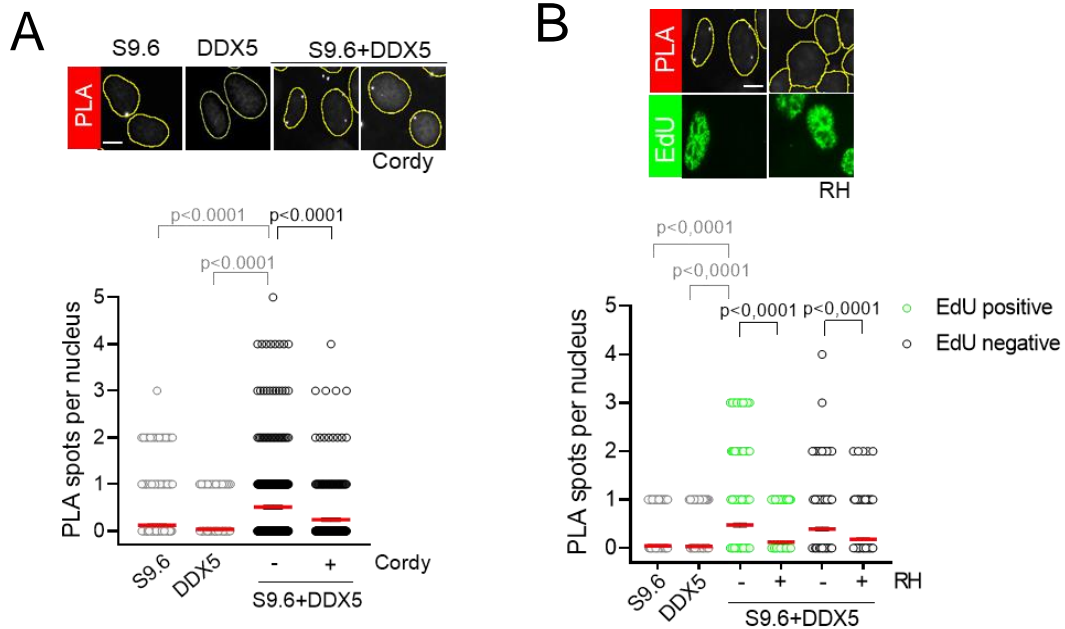 A
S9.6 DDX5 S9.6+DDX5
PLA
Cordy
p<0.0001 p<0.0001
p<0.0001
PLA spots per nucleus
5
4
3
2
1
0
S9.6 DDX5 - + Cordy
S9.6+DDX5
B
PLA
EdU
RH
p<0,0001
p<0,0001
p<0,0001 p<0,0001
EdU positive
EdU negative
PLA spots per nucleus
5
4
3
2
1
0
S9.6 DDX5 - + - + RH
S9.6+DDX5